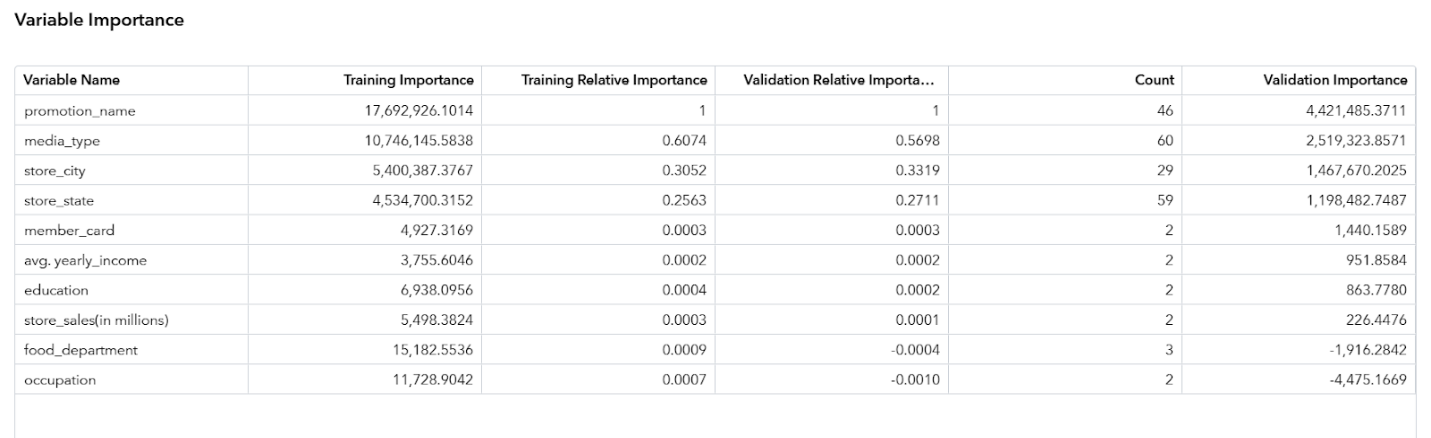 Variable Importance
Variable Name Training Importance Training Relative Importance Validation Relative Importa... Count Validation Importance
promotion_name 17,692,926.1014 1 1 46 4,421,485.3711
media_type 10,746,145.5838 0.6074 0.5698 60 2,519,323.8571
store_city 5,400,387.3767 0.3052 0.3319 29 1,467,670.2025
store_state 4,534,700.3152 0.2563 0.2711 59 1,198,482.7487
member_card 4,927.3169 0.0003 0.0003 2 1,440.1589
avg. yearly_income 3,755.6046 0.0002 0.0002 2 951.8584
education 6,938.0956 0.0004 0.0002 2 863.7780
store_sales(in millions) 5,498.3824 0.0003 0.0001 2 226.4476
food_department 15,182.5536 0.0009 -0.0004 3 -1,916.2842
occupation 11,728.9042 0.0007 -0.0010 2 -4,475.1669